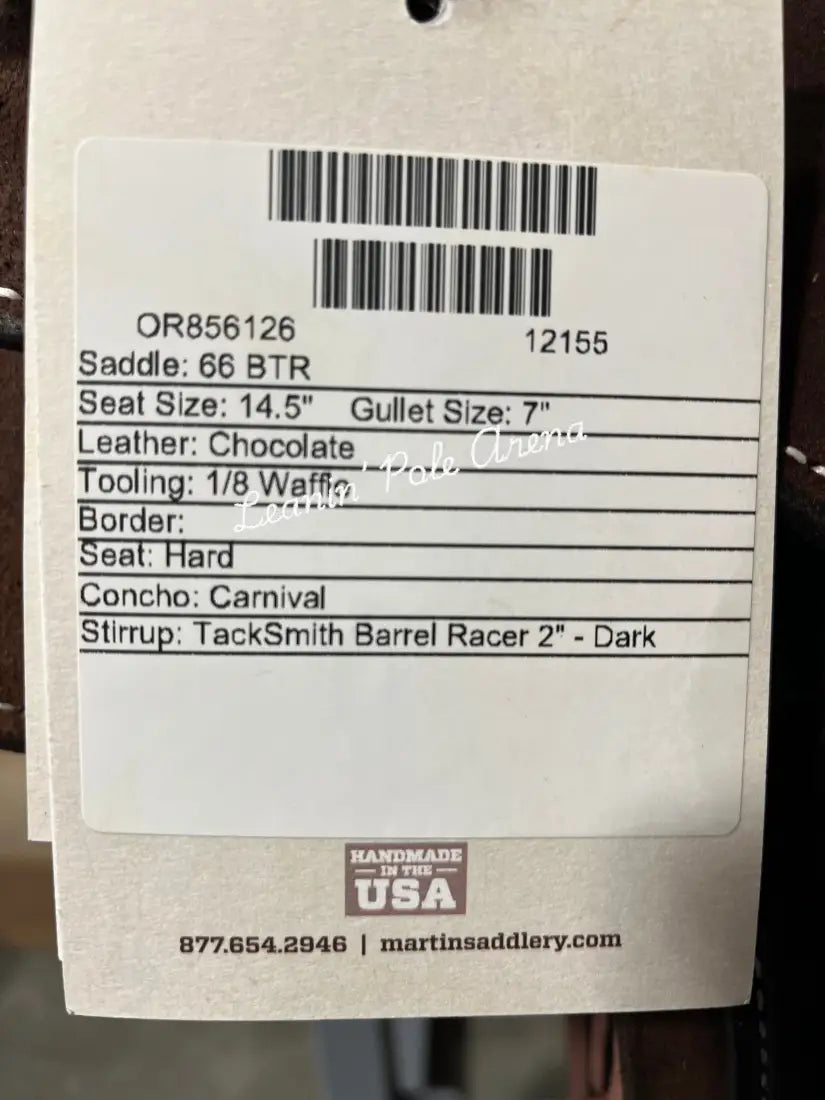 OR856126 12155
Saddle: 66 BTR
Seat Size: 14.5" Gullet Size: 7"
Leather: Chocolate
Tooling: 1/8 Waffle
Border:
Seat: Hard
Concho: Carnival
Stirrup: TackSmith Barrel Racer 2" - Dark
Leanin' Pole Arena
HANDMADE
IN THE
USA
877.654.2946 | martinsaddlery.com